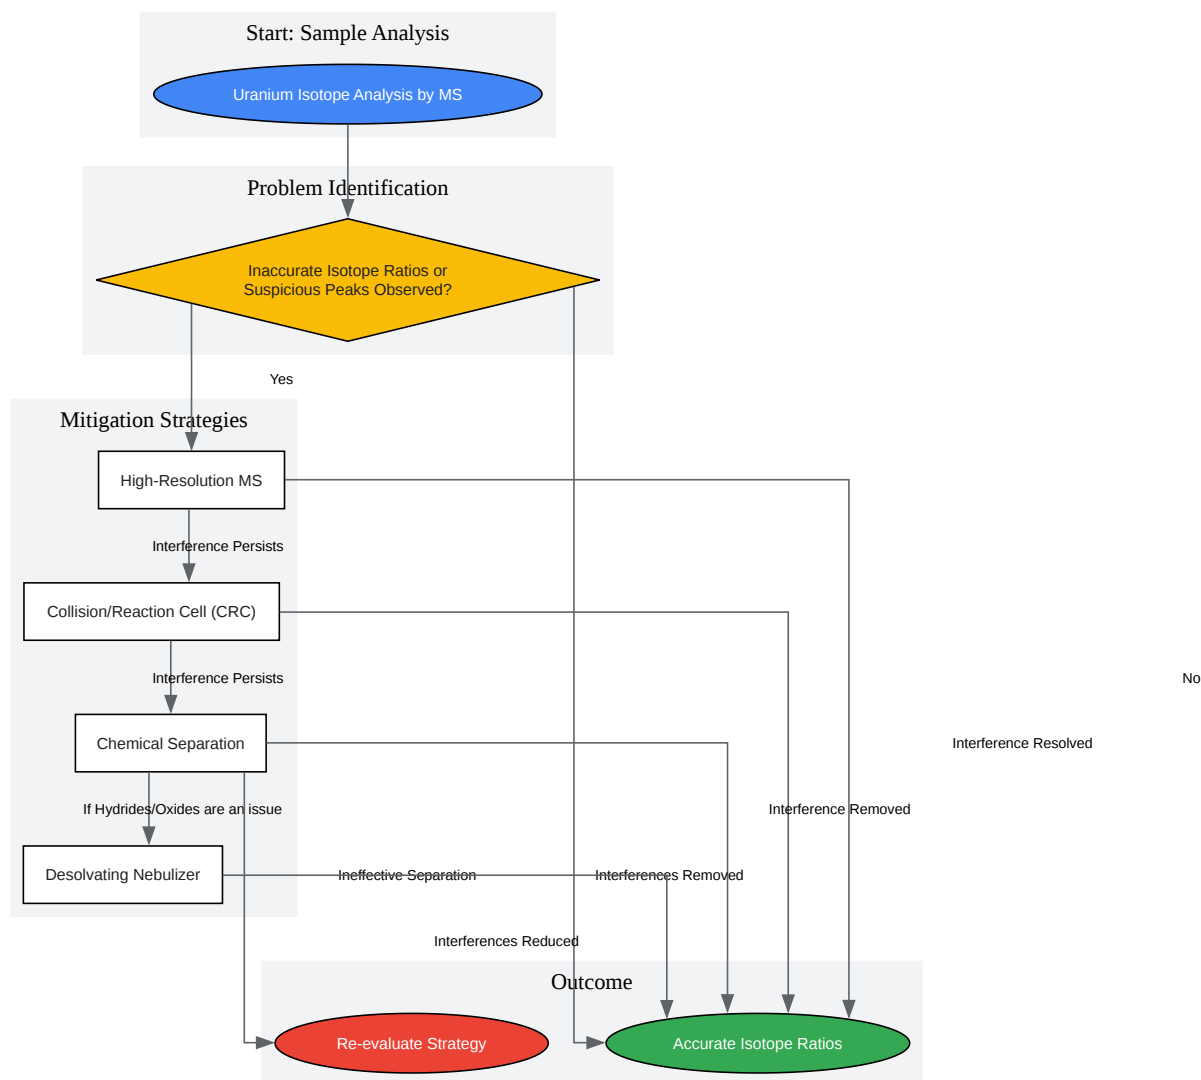 Start: Sample Analysis
Uranium Isotope Analysis by MS
Problem Identification
Inaccurate Isotope Ratios or
Suspicious Peaks Observed?
Yes
Mitigation Strategies
High-Resolution MS
Interference Persists
Collision/Reaction Cell (CRC)
Interference Persists
No
Chemical Separation
Interference Resolved
If Hydrides/Oxides are an issue
Interference Removed
Desolvating Nebulizer
Ineffective Separation
Interferences Removed
Interferences Reduced
Outcome
Re-evaluate Strategy
Accurate Isotope Ratios